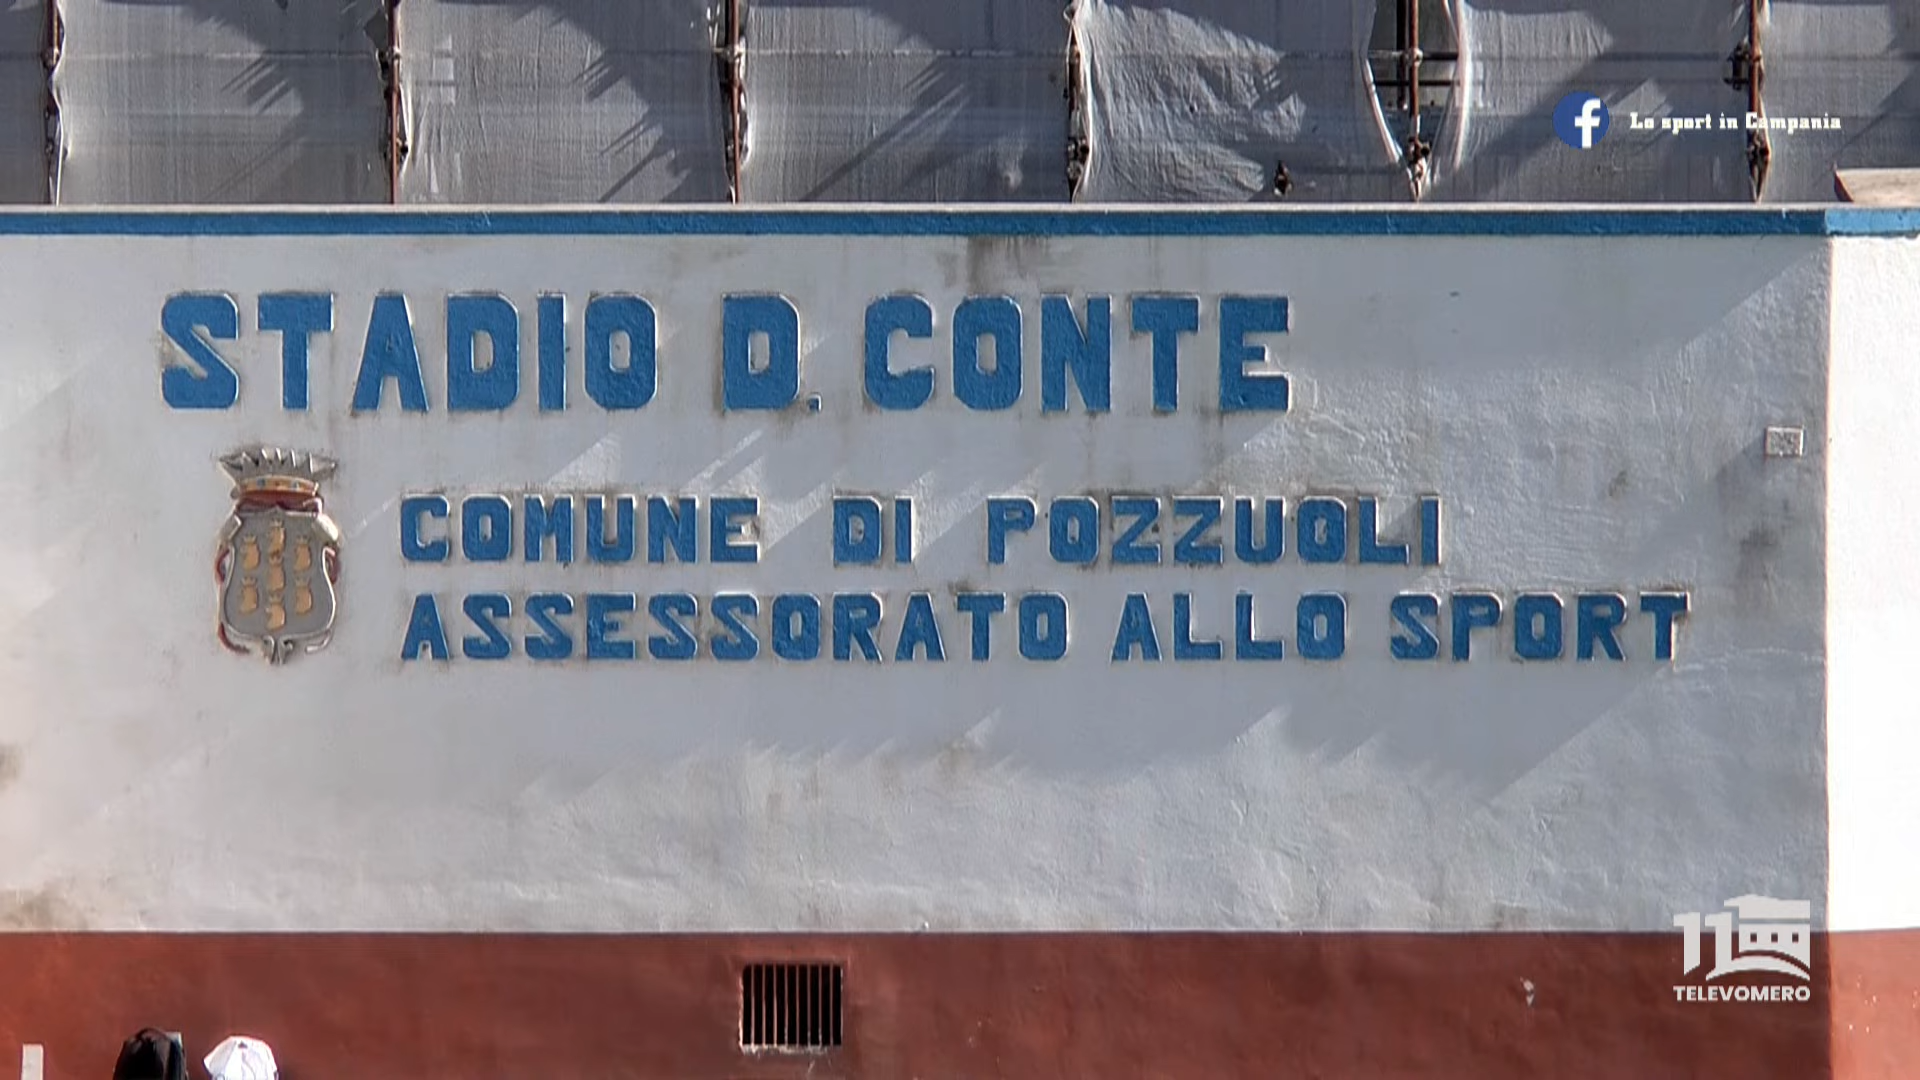 Lo sport in Campania
STADIO D. CONTE
COMUNE DI POZZUOLI
ASSESSORATO ALLO SPORT
11
TELEVOMERO